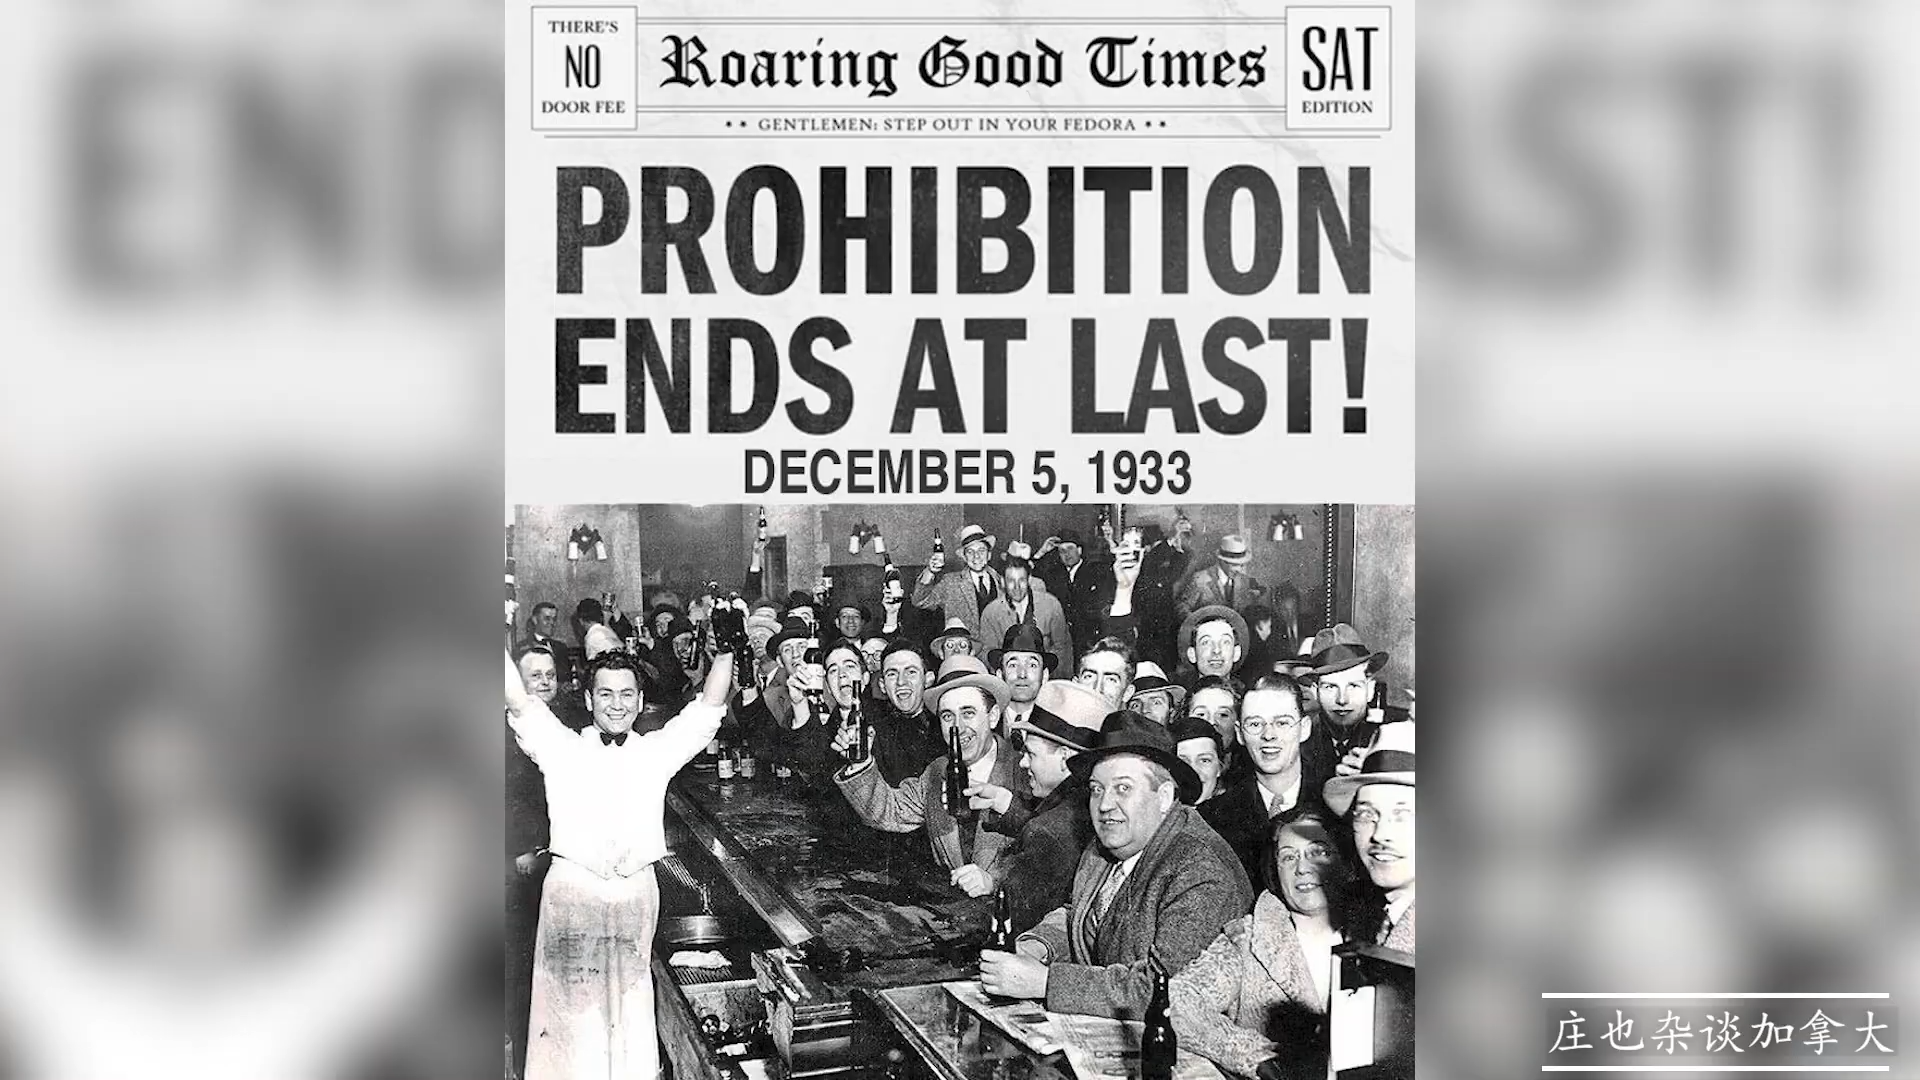 THERE'S
NO
DOOR FEE
Roaring Good Times
SAT
EDITION
GENTLEMEN: STEP OUT IN YOUR FEDORA
PROHIBITION
ENDS AT LAST!
DECEMBER 5, 1933
庄也杂谈加拿大